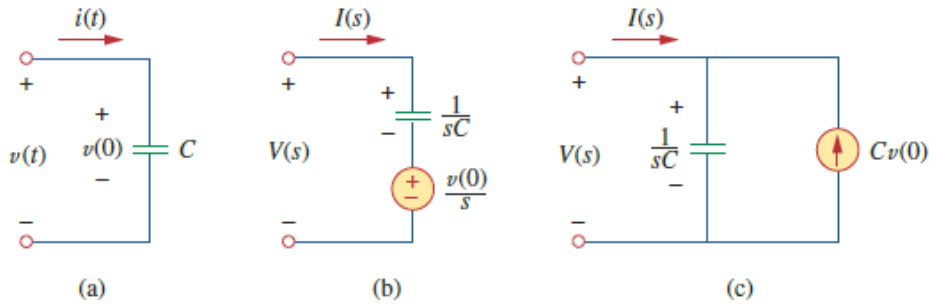 i(t)
+
v(t)
+
v(0)
−
C
−
(a)
I(s)
+
V(s)
+
−
1
sC
+
−
v(0)
s
−
(b)
I(s)
+
V(s)
+
1
sC
−
Cv(0)
−
(c)